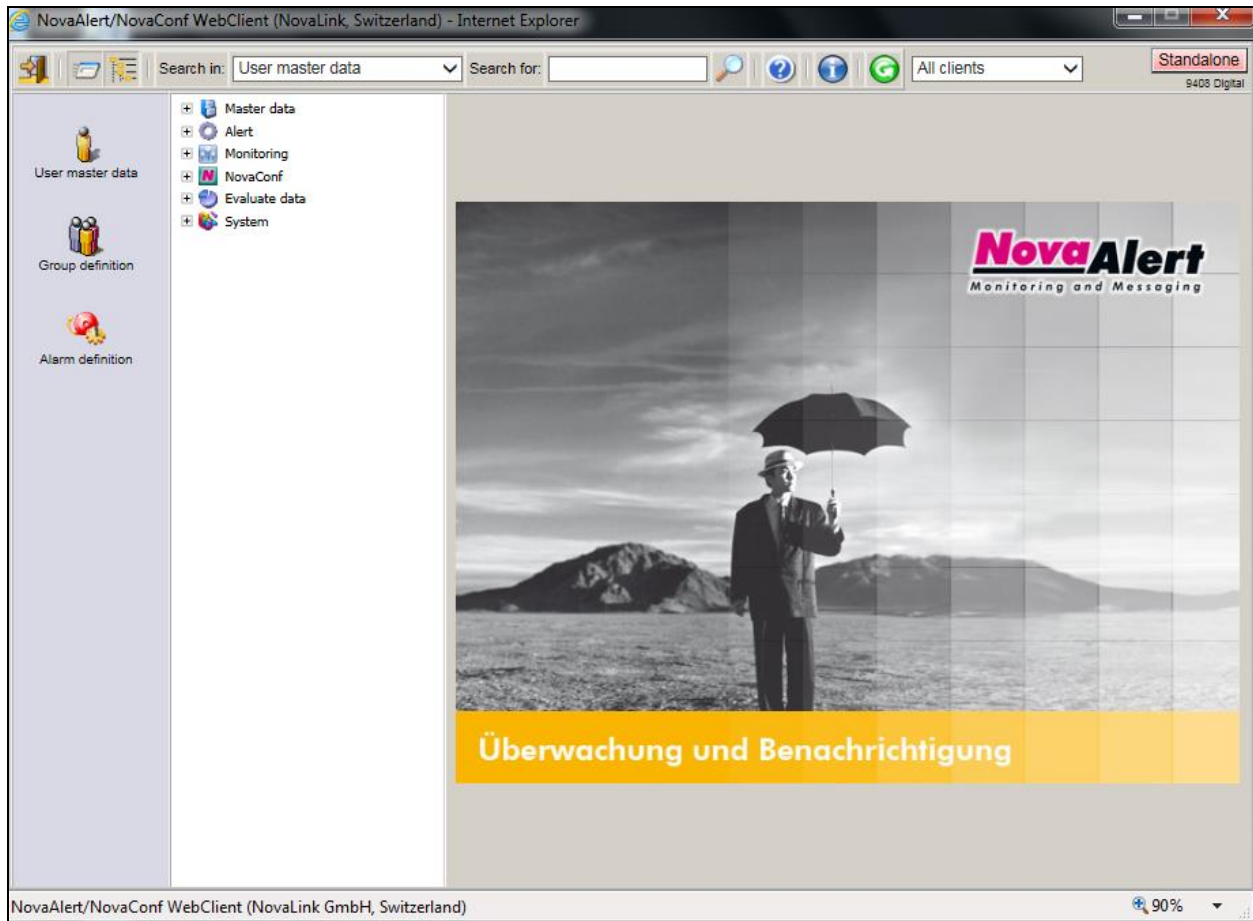 NovaAlert/NovaConf WebClient (NovaLink, Switzerland) - Internet Explorer
Search in: User master data Search for: All clients Standalone
9403 Digital
User master data
Group definition
Alarm definition
Master data
Alert
Monitoring
NovaConf
Evaluate data
System
NovaAlert
Monitoring and Messaging
Überwachung und Benachrichtigung
NovaAlert/NovaConf WebClient (NovaLink GmbH, Switzerland) 90%